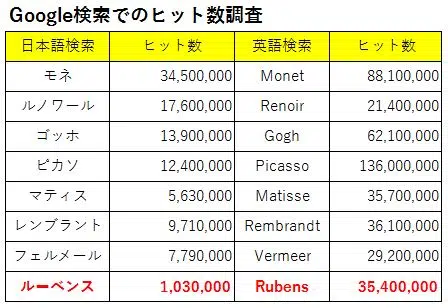 Google検索でのヒット数調査
日本語検索 ヒット数 英語検索 ヒット数
モネ 34,500,000 Monet 88,100,000
ルノワール 17,600,000 Renoir 21,400,000
ゴッホ 13,900,000 Gogh 62,100,000
ピカソ 12,400,000 Picasso 136,000,000
マティス 5,630,000 Matisse 35,700,000
レンブラント 9,710,000 Rembrandt 36,100,000
フェルメール 7,790,000 Vermeer 29,200,000
ルーベンス 1,030,000 Rubens 35,400,000